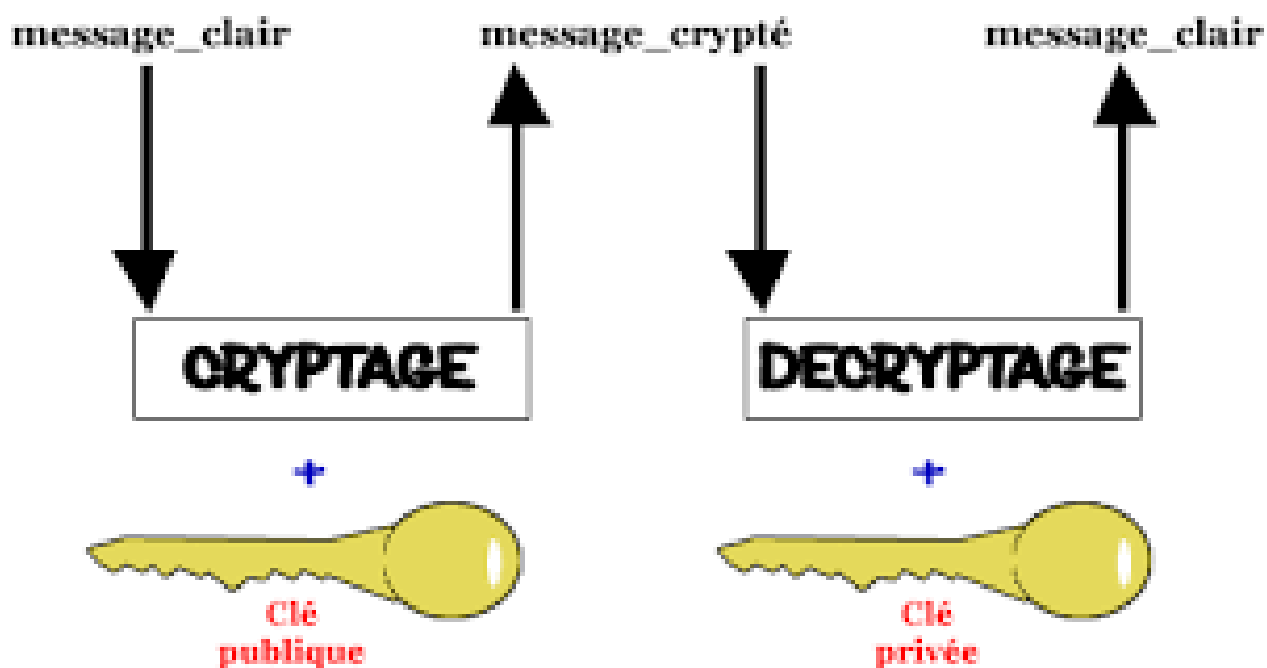 message_clair message_crypté message_clair
CRYPTAGE DECRYPTAGE
+ +
Clé Clé
publique privée